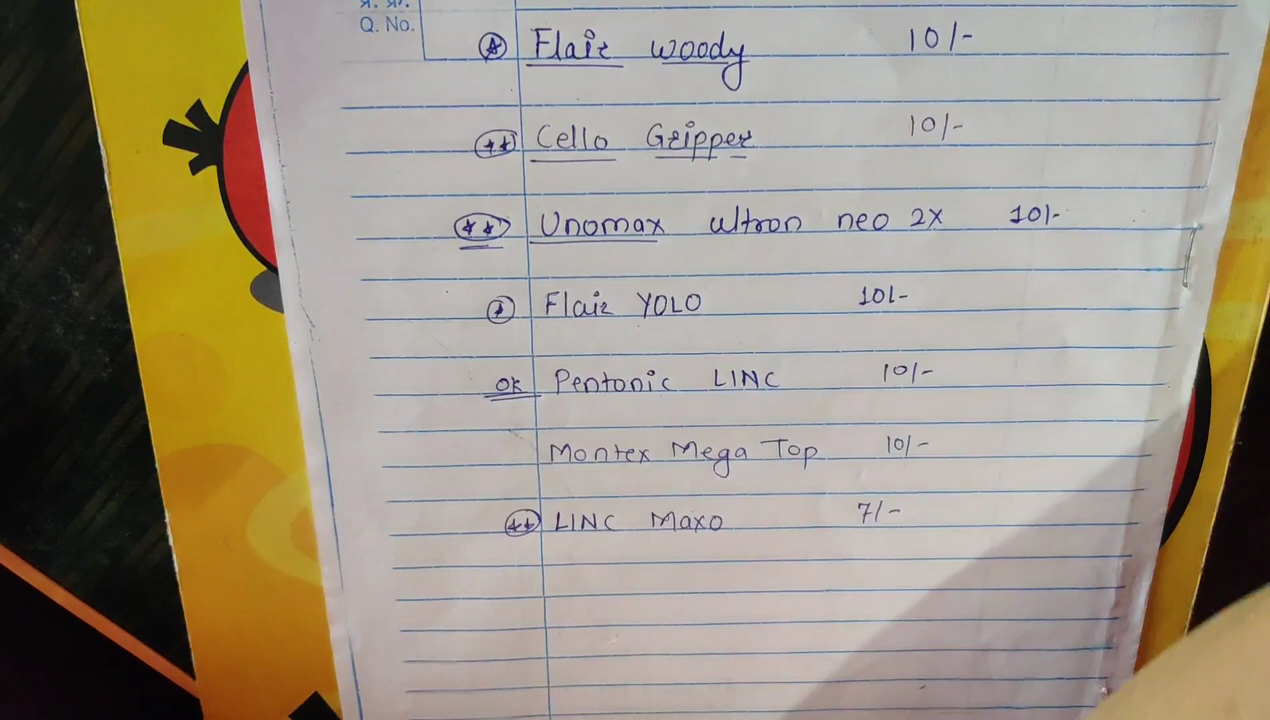 प्र. क्र.
Q. No.
★ Flair woody 10/-
★★ Cello Gripper 10/-
★★ Unomax ultron neo 2X 10/-
★ Flair YOLO 10/-
OK Pentonic LINC 10/-
Montex Mega Top 10/-
★★ LINC Maxo 7/-